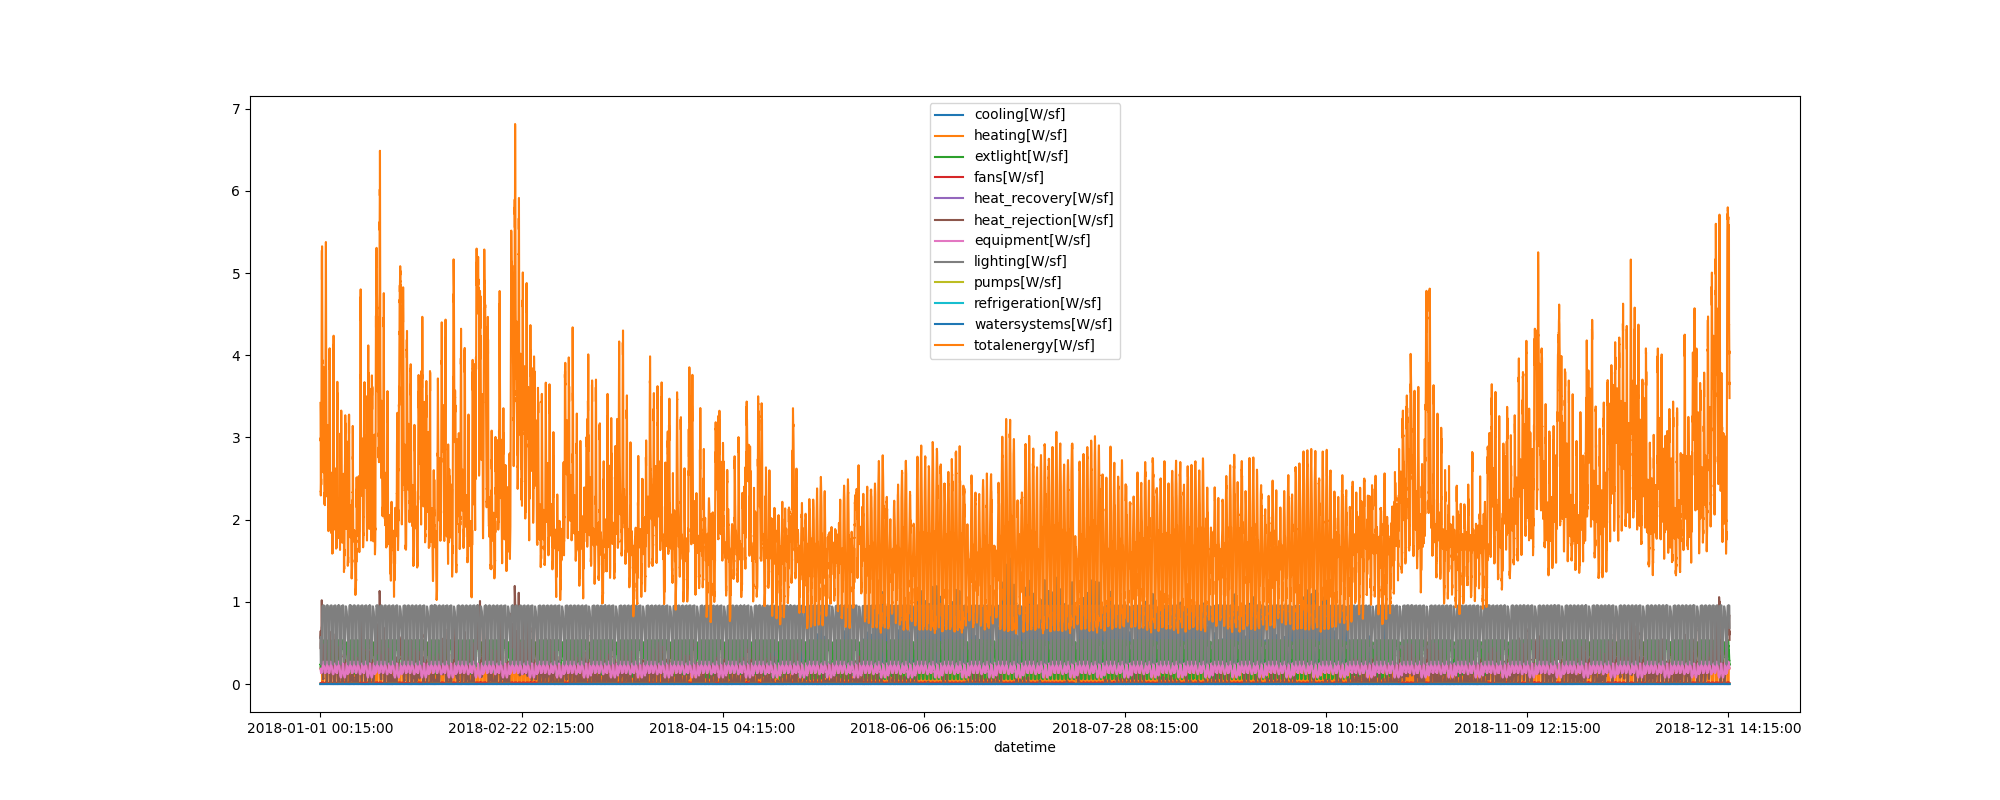 7
6
5
4
3
2
1
0
cooling[W/sf]
heating[W/sf]
extlight[W/sf]
fans[W/sf]
heat_recovery[W/sf]
heat_rejection[W/sf]
equipment[W/sf]
lighting[W/sf]
pumps[W/sf]
refrigeration[W/sf]
watersystems[W/sf]
totalenergy[W/sf]
2018-01-01 00:15:00 2018-02-22 02:15:00 2018-04-15 04:15:00 2018-06-06 06:15:00 2018-07-28 08:15:00 2018-09-18 10:15:00 2018-11-09 12:15:00 2018-12-31 14:15:00
datetime